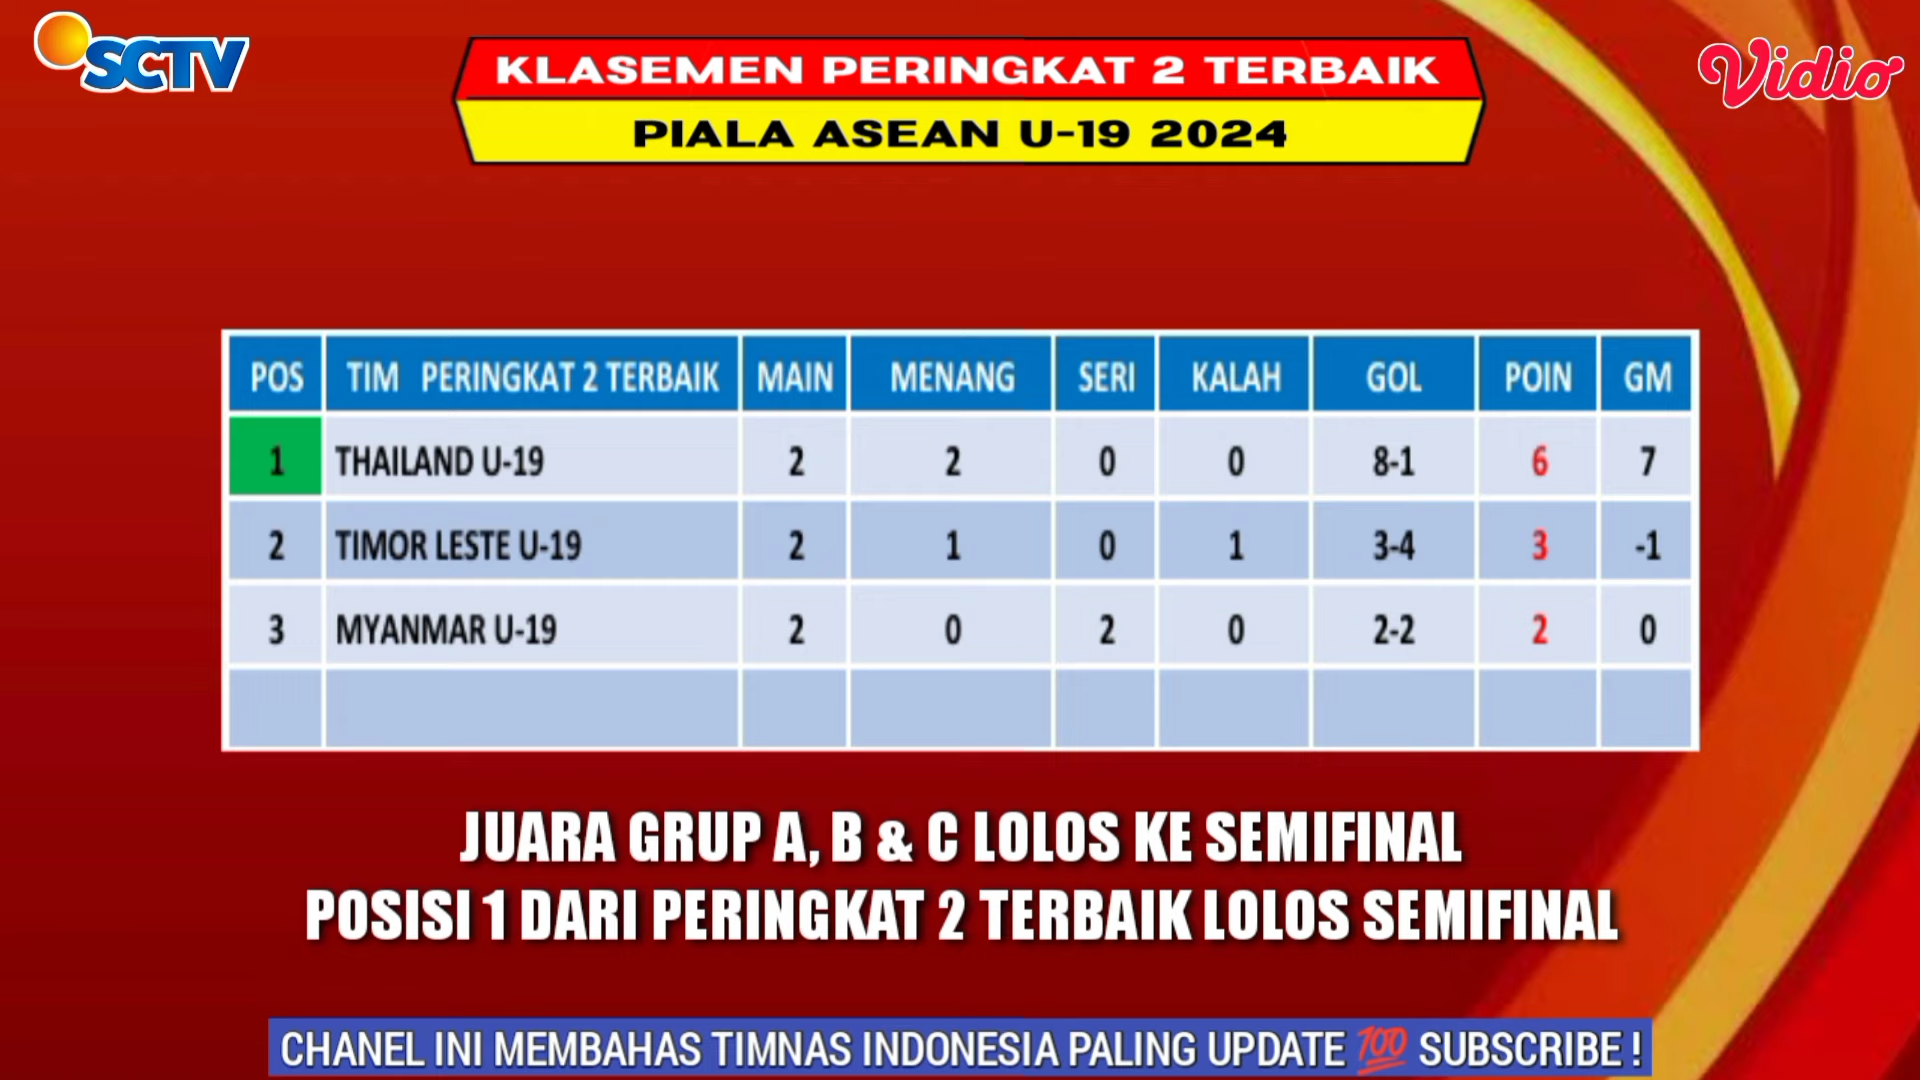 SCTV
KLASEMEN PERINGKAT 2 TERBAIK
Vidio
PIALA ASEAN U-19 2024
POS TIM PERINGKAT 2 TERBAIK MAIN MENANG SERI KALAH GOL POIN GM
1 THAILAND U-19 2 2 0 0 8-1 6 7
2 TIMOR LESTE U-19 2 1 0 1 3-4 3 -1
3 MYANMAR U-19 2 0 2 0 2-2 2 0
JUARA GRUP A, B & C LOLOS KE SEMIFINAL
POSISI 1 DARI PERINGKAT 2 TERBAIK LOLOS SEMIFINAL
CHANEL INI MEMBAHAS TIMNAS INDONESIA PALING UPDATE 💯 SUBSCRIBE !